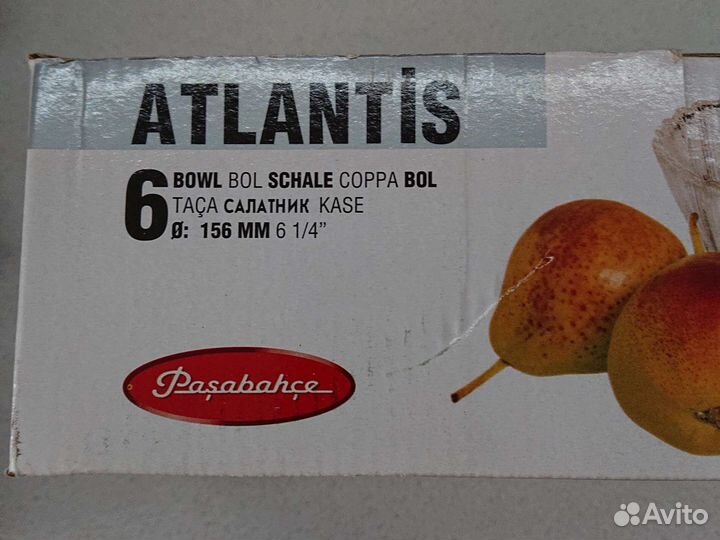 ATLANTİS
6 BOWL BOL SCHALE COPPA BOL
TAÇA САЛАТНИК KASE
Ø: 156 MM 6 1/4”
Paşabahçe
Avito